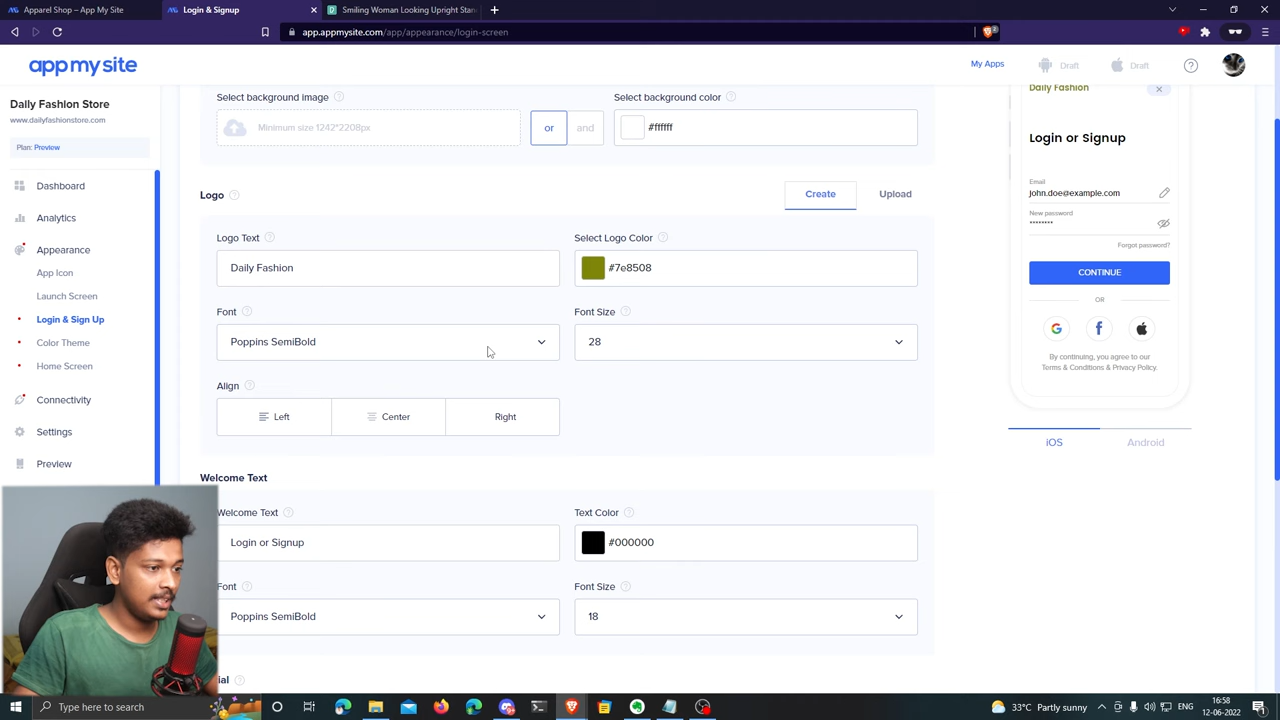 Apparel Shop – My
Login & Signup
Smiling Woman Looking Upright Stan
app.appmysite.com/app/appearance/login-screen
app my site
My Apps
Draft
Draft
Daily Fashion Store
www.dailyfashionstore.com
Plan: Preview
Dashboard
Analytics
Appearance
App Icon
Launch Screen
Login & Sign Up
Color Theme
Home Screen
Connectivity
Settings
Preview
Select background image
Minimum size 1242*2208px
or
and
Select background color
#ffffff
Logo
Create
Upload
Logo Text
Daily Fashion
Select Logo Color
#7e8508
Font
Poppins SemiBold
Font Size
28
Align
Left
Center
Right
Welcome Text
Welcome Text
Login or Signup
Text Color
#000000
Font
Poppins SemiBold
Font Size
18
ial
Daily Fashion
Login or Signup
Email
john.doe@example.com
New password
********
Forgot password?
CONTINUE
OR
By continuing, you agree to our
Terms & Conditions & Privacy Policy.
iOS
Android
Type here to search
33°C Partly sunny
ENG
16:58
12-06-2022